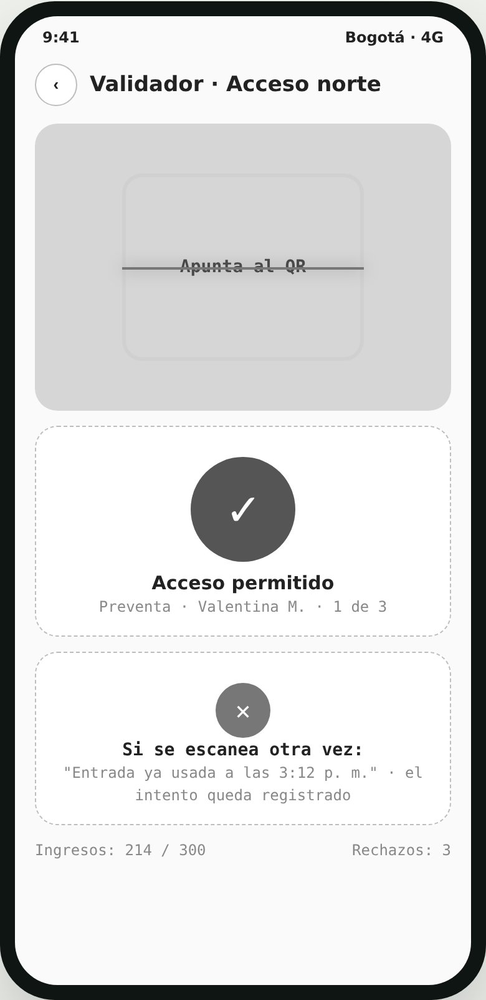 9:41 Bogotá · 4G
‹ Validador · Acceso norte
Apunta al QR
✓
Acceso permitido
Preventa · Valentina M. · 1 de 3
✕
Si se escanea otra vez:
"Entrada ya usada a las 3:12 p. m." · el
intento queda registrado
Ingresos: 214 / 300 Rechazos: 3